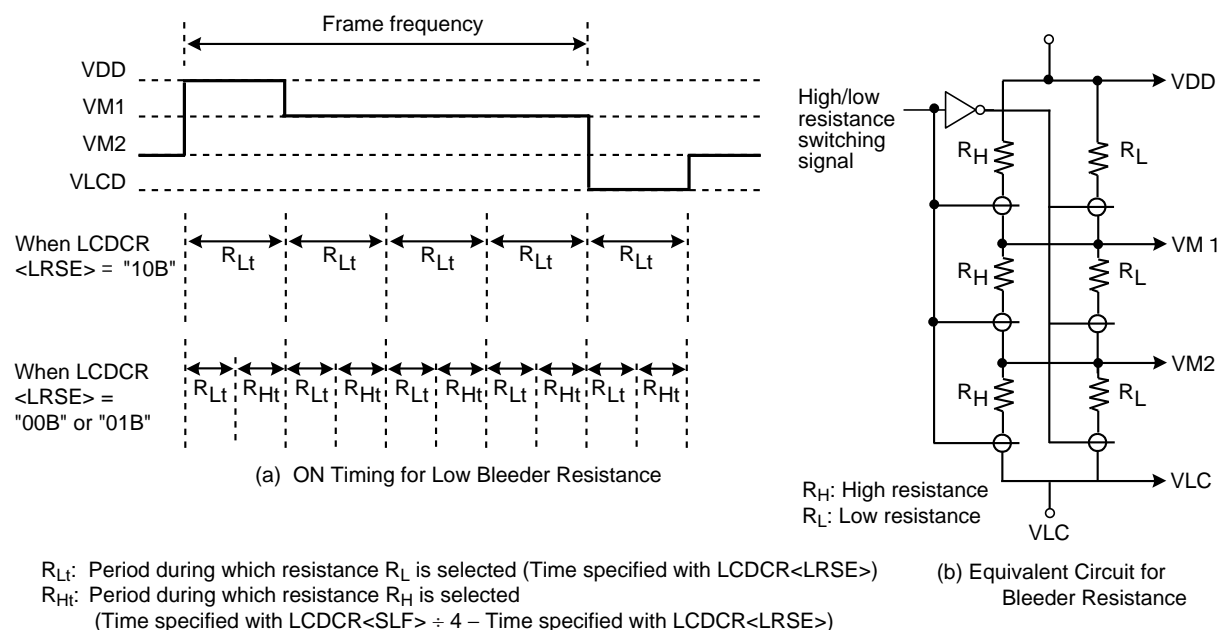 Frame frequency
VDD
VM1
VM2
VLCD
When LCDCR
<LRSE> = "10B"
RLt RLt RLt RLt RLt
When LCDCR
<LRSE> =
"00B" or "01B"
RLt RHt RLt RHt RLt RHt RLt RHt RLt RHt
(a) ON Timing for Low Bleeder Resistance
High/low
resistance
switching
signal
VDD
RH RL
VM 1
RH RL
VM2
RH RL
VLC
VLC
RH: High resistance
RL: Low resistance
(b) Equivalent Circuit for
Bleeder Resistance
RLt: Period during which resistance RL is selected (Time specified with LCDCR<LRSE>)
RHt: Period during which resistance RH is selected
(Time specified with LCDCR<SLF> ÷ 4 – Time specified with LCDCR<LRSE>)